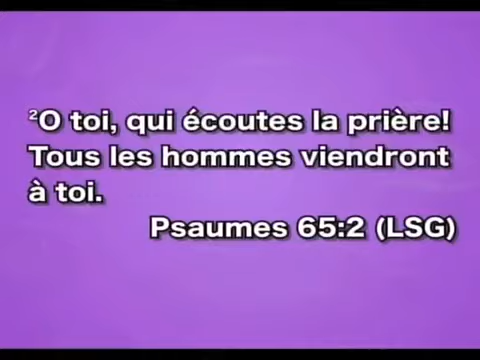 ²O toi, qui écoutes la prière!
Tous les hommes viendront
à toi.
Psaumes 65:2 (LSG)